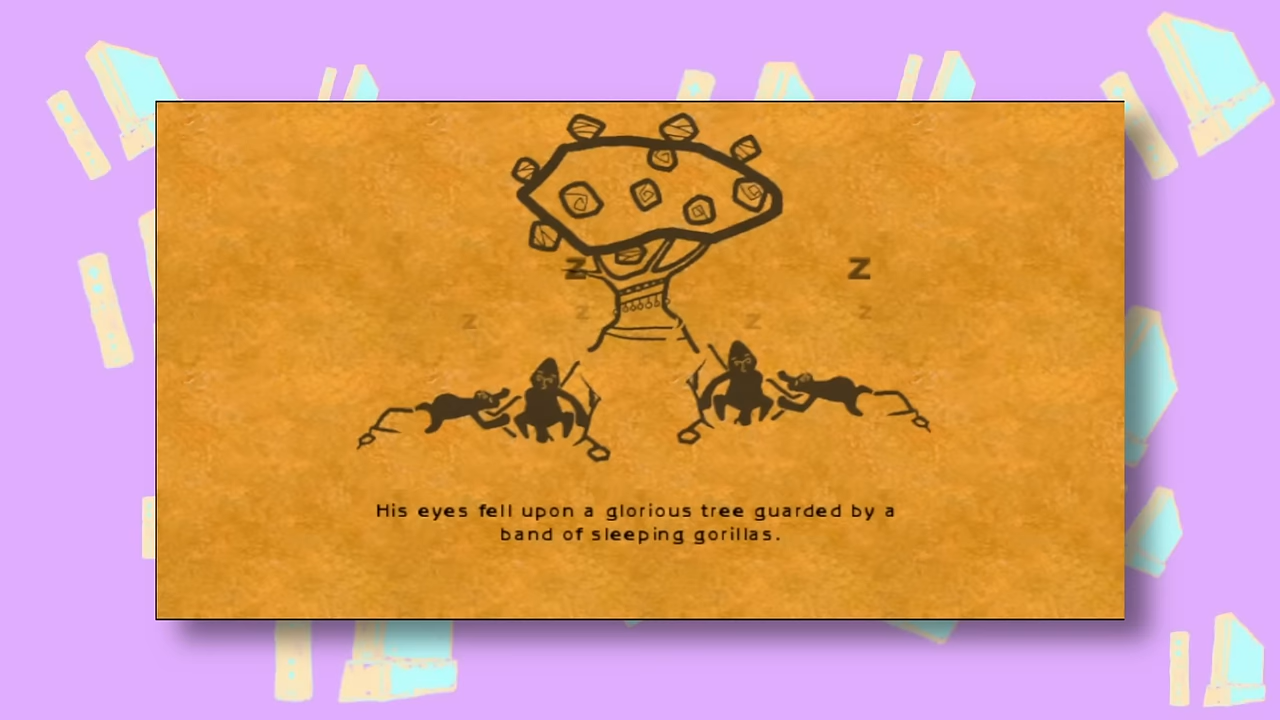 Z
Z
z
z
z
z
His eyes fell upon a glorious tree guarded by a
band of sleeping gorillas.